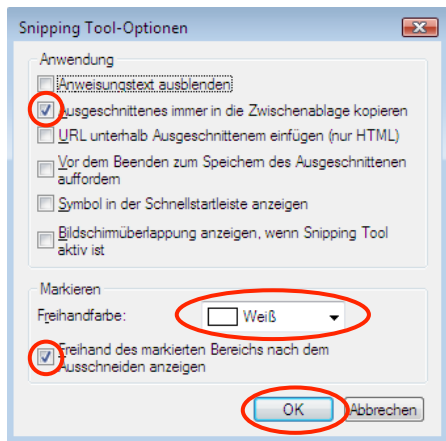 Snipping Tool-Optionen
Anwendung
Anweisungstext ausblenden
Ausgeschnittenes immer in die Zwischenablage kopieren
URL unterhalb Ausgeschnittenem einfügen (nur HTML)
Vor dem Beenden zum Speichern des Ausgeschnittenen
auffordern
Symbol in der Schnellstartleiste anzeigen
Bildschirmüberlappung anzeigen, wenn Snipping Tool
aktiv ist
Markieren
Freihandfarbe: Weiß
Freihand des markierten Bereichs nach dem
Ausschneiden anzeigen
OK Abbrechen